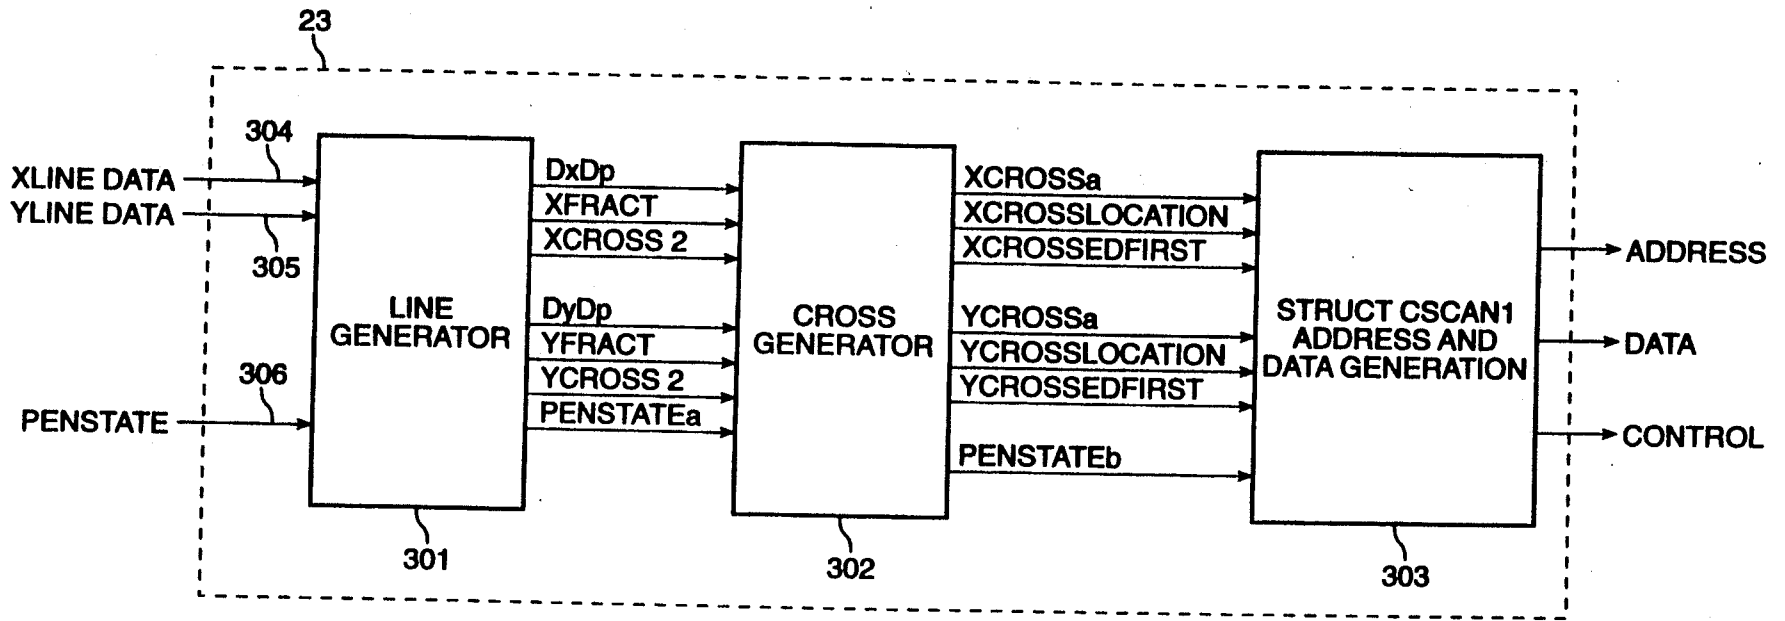 23
304
XLINE DATA
YLINE DATA
305
306
PENSTATE
LINE
GENERATOR
301
DxDp
XFRACT
XCROSS 2
DyDp
YFRACT
YCROSS 2
PENSTATEa
CROSS
GENERATOR
302
XCROSSa
XCROSSLOCATION
XCROSSEDFIRST
YCROSSa
YCROSSLOCATION
YCROSSEDFIRST
PENSTATEb
STRUCT CSCAN1
ADDRESS AND
DATA GENERATION
303
ADDRESS
DATA
CONTROL